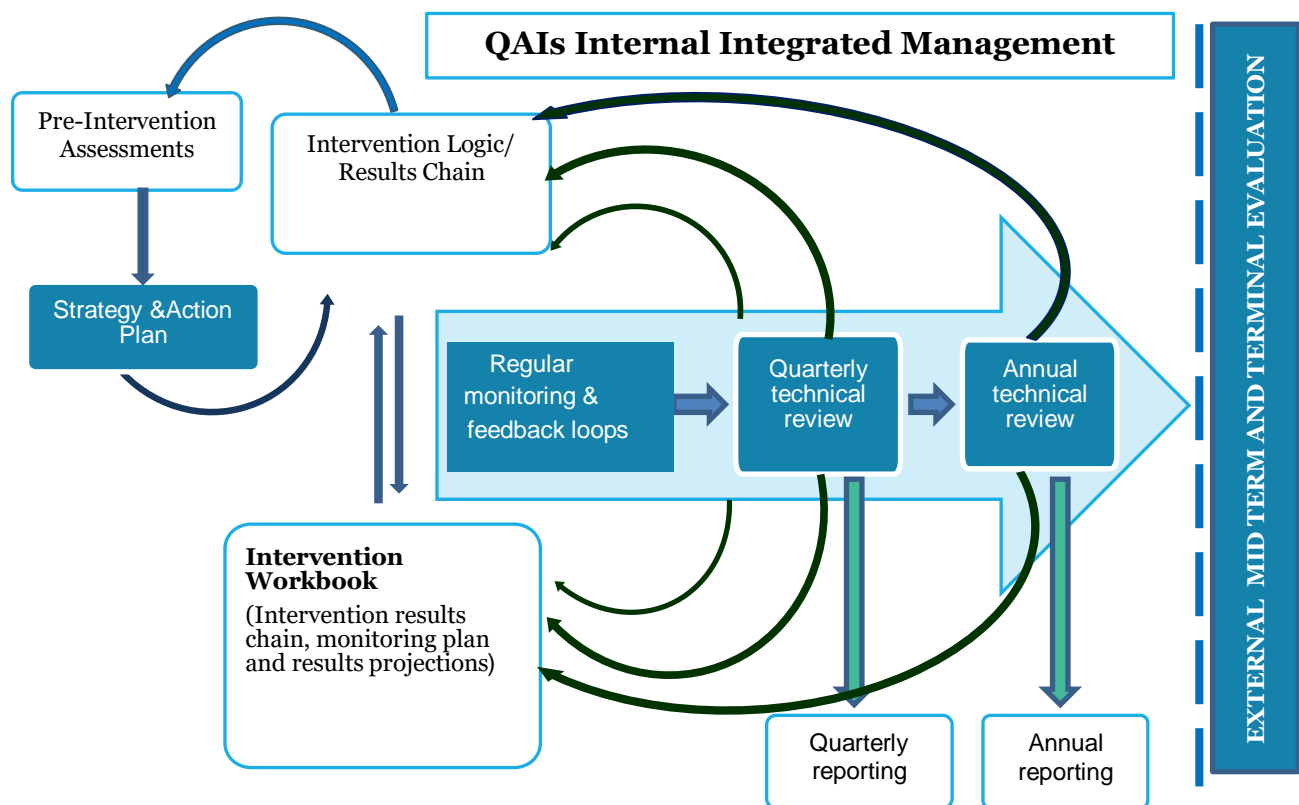 QAIs Internal Integrated Management
Pre-Intervention
Assessments
Intervention Logic/
Results Chain
Strategy &Action
Plan
Regular
monitoring &
feedback loops
Quarterly
technical
review
Annual
technical
review
Intervention
Workbook
(Intervention results
chain, monitoring plan
and results projections)
Quarterly
reporting
Annual
reporting
EXTERNAL MID TERM AND TERMINAL EVALUATION